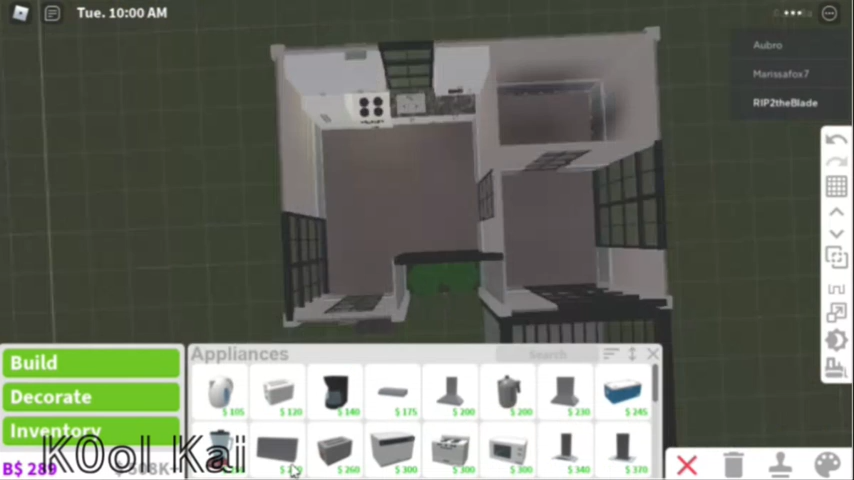 Tue. 10:00 AM
Aubro
Marissafox7
RIP2theBlade
Build
Decorate
Inventory
K0ol Kai
B$ 289
Appliances
Search
$ 105
$ 120
$ 140
$ 175
$ 200
$ 200
$ 230
$ 245
$ 260
$ 300
$ 300
$ 300
$ 340
$ 370